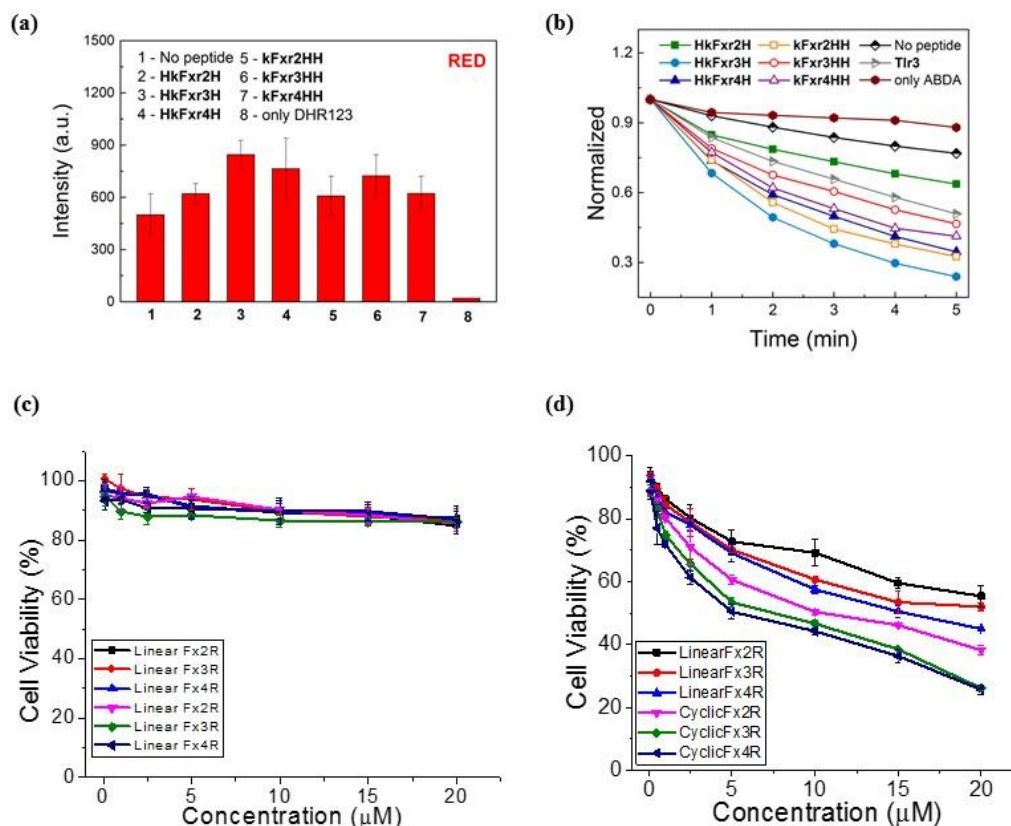 (a)
1500
1200
900
600
300
0
Intensity (a.u.)
1 - No peptide
2 - HkFxr2H
3 - HkFxr3H
4 - HkFxr4H
5 - kFxr2HH
6 - kFxr3HH
7 - kFxr4HH
8 - only DHR123
RED
1 2 3 4 5 6 7 8
(b)
1.2
0.9
0.6
0.3
Normalized
HkFxr2H kFxr2HH No peptide
HkFxr3H kFxr3HH Tlr3
HkFxr4H kFxr4HH only ABDA
0 1 2 3 4 5
Time (min)
(c)
100
80
60
40
20
0
Cell Viability (%)
Linear Fx2R
Linear Fx3R
Linear Fx4R
Linear Fx2R
Linear Fx3R
Linear Fx4R
0 5 10 15 20
Concentration (μM)
(d)
100
80
60
40
20
0
Cell Viability (%)
LinearFx2R
LinearFx3R
LinearFx4R
CyclicFx2R
CyclicFx3R
CyclicFx4R
0 5 10 15 20
Concentration (μM)